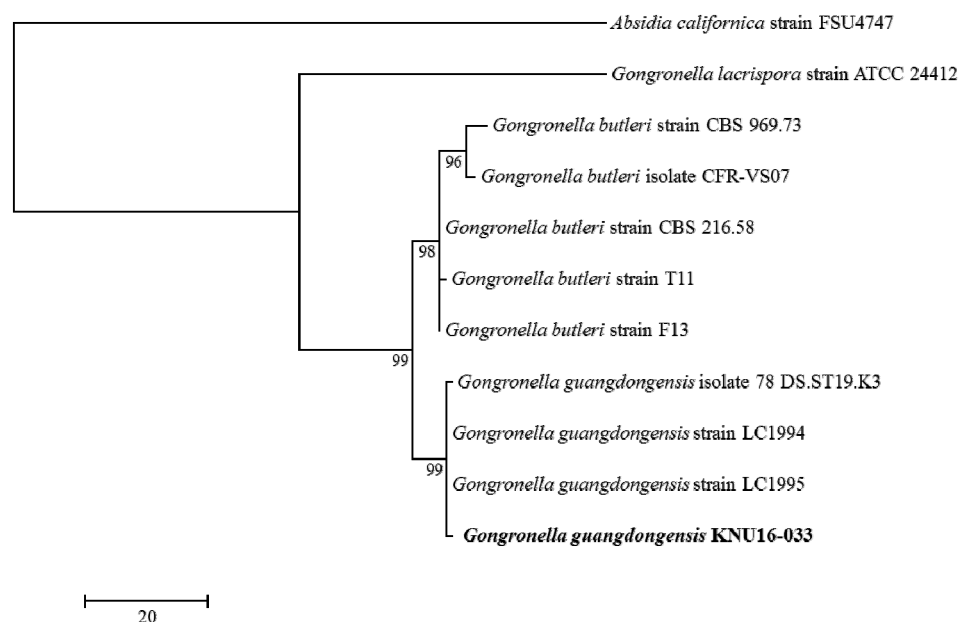 Absidia californica strain FSU4747
Gongronella lacrispora strain ATCC 24412
Gongronella butleri strain CBS 969.73
96
Gongronella butleri isolate CFR-VS07
Gongronella butleri strain CBS 216.58
98
Gongronella butleri strain T11
Gongronella butleri strain F13
99
Gongronella guangdongensis isolate 78 DS.ST19.K3
Gongronella guangdongensis strain LC1994
99
Gongronella guangdongensis strain LC1995
Gongronella guangdongensis KNU16-033
20